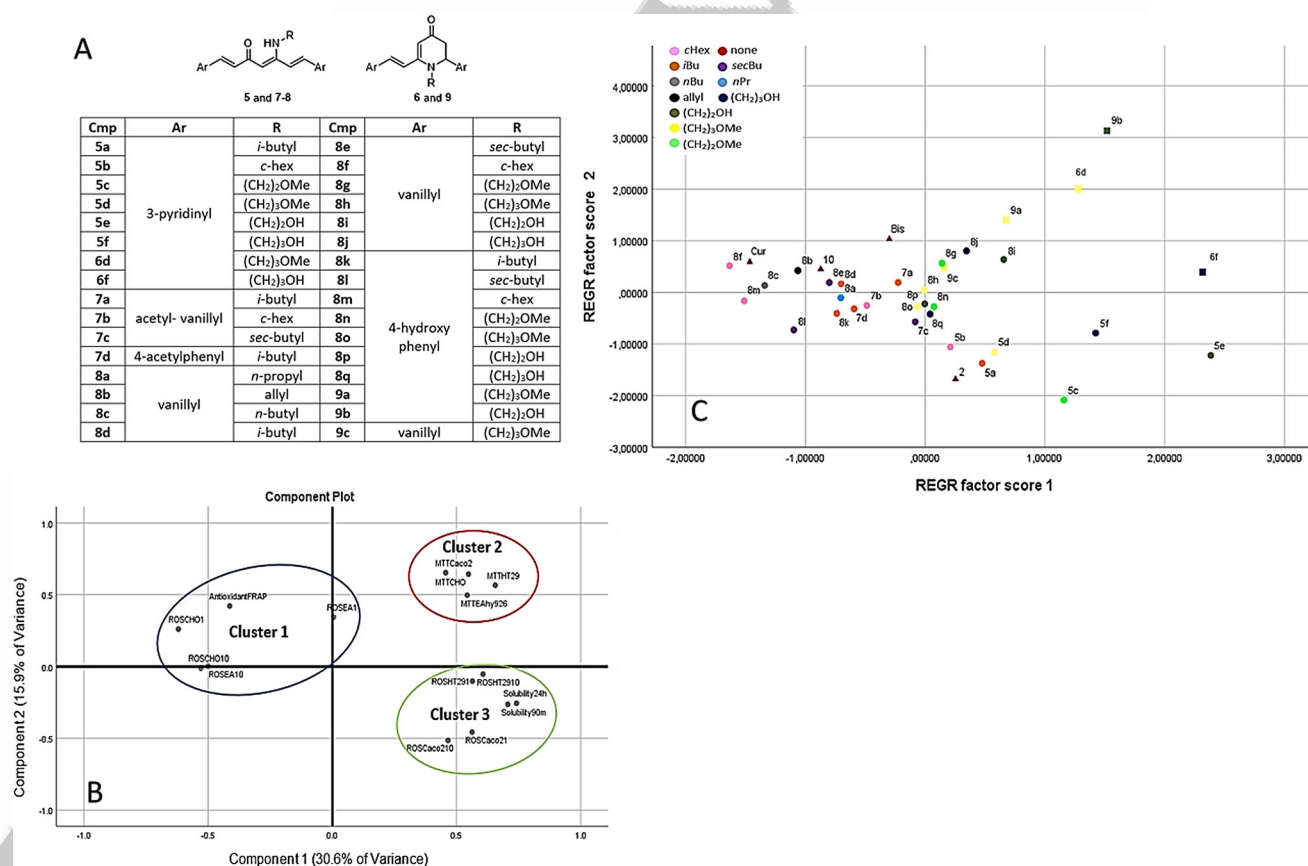 A
O
HN
R
Ar
Ar
5 and 7-8
O
Ar
N
Ar
R
6 and 9
Cmp Ar R Cmp Ar R
5a 3-pyridinyl i-butyl 8e vanillyl sec-butyl
5b c-hex 8f c-hex
5c (CH₂)₂OMe 8g (CH₂)₂OMe
5d (CH₂)₃OMe 8h (CH₂)₃OMe
5e (CH₂)₂OH 8i (CH₂)₂OH
5f (CH₂)₃OH 8j (CH₂)₃OH
6d (CH₂)₃OMe 8k 4-hydroxy phenyl i-butyl
6f (CH₂)₃OH 8l sec-butyl
7a acetyl- vanillyl i-butyl 8m c-hex
7b c-hex 8n (CH₂)₂OMe
7c sec-butyl 8o (CH₂)₃OMe
7d 4-acetylphenyl i-butyl 8p (CH₂)₂OH
8a vanillyl n-propyl 8q (CH₂)₃OH
8b allyl 9a (CH₂)₃OMe
8c n-butyl 9b (CH₂)₂OH
8d i-butyl 9c vanillyl (CH₂)₃OMe
cHex none
iBu secBu
nBu nPr
allyl (CH₂)₃OH
(CH₂)₂OH
(CH₂)₃OMe
(CH₂)₂OMe
REGR factor score 2
4,00000
3,00000
2,00000
1,00000
,00000
-1,00000
-2,00000
-3,00000
9b
6d
9a
Bis
8j
8i
8g
9c
6f
8f
Cur
8c
8b
10
8e
8d
7a
8m
8a
7b
8h
8p
8n
8o
8l
8k
7d
7c
8q
5b
5d
5f
5e
2
5a
5c
C
-2,00000 -1,00000 ,00000 1,00000 2,00000 3,00000
REGR factor score 1
Component Plot
Component 2 (15.9% of Variance)
1.0
0.5
0.0
-0.5
-1.0
Cluster 2
MTTCaco2
MTTCHO
MTTHT29
MTTEAhy926
AntioxidantFRAP
ROSEA1
ROSCHO1
Cluster 1
ROSCHO10
ROSEA10
ROSHT291
ROSHT2910
Solubility24h
Solubility90m
Cluster 3
ROSCaco210
ROSCaco21
B
-1.0 -0.5 0.0 0.5 1.0
Component 1 (30.6% of Variance)